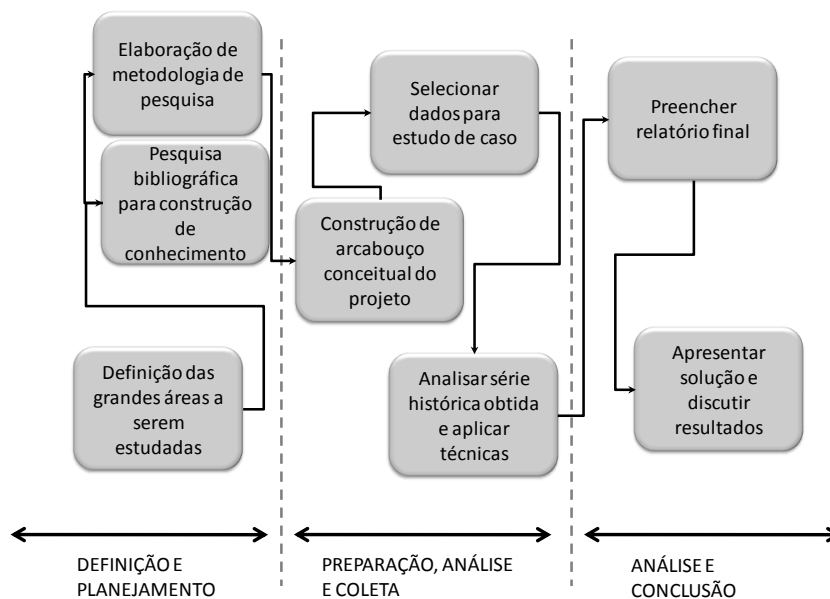 Elaboração de
metodologia de
pesquisa
Pesquisa
bibliográfica
para construção
de
conhecimento
Definição das
grandes áreas a
serem
estudadas
Selecionar
dados para
estudo de caso
Construção de
arcabouço
conceitual do
projeto
Analisar série
histórica obtida
e aplicar
técnicas
Preencher
relatório final
Apresentar
solução e
discutir
resultados
DEFINIÇÃO E
PLANEJAMENTO
PREPARAÇÃO, ANÁLISE
E COLETA
ANÁLISE E
CONCLUSÃO